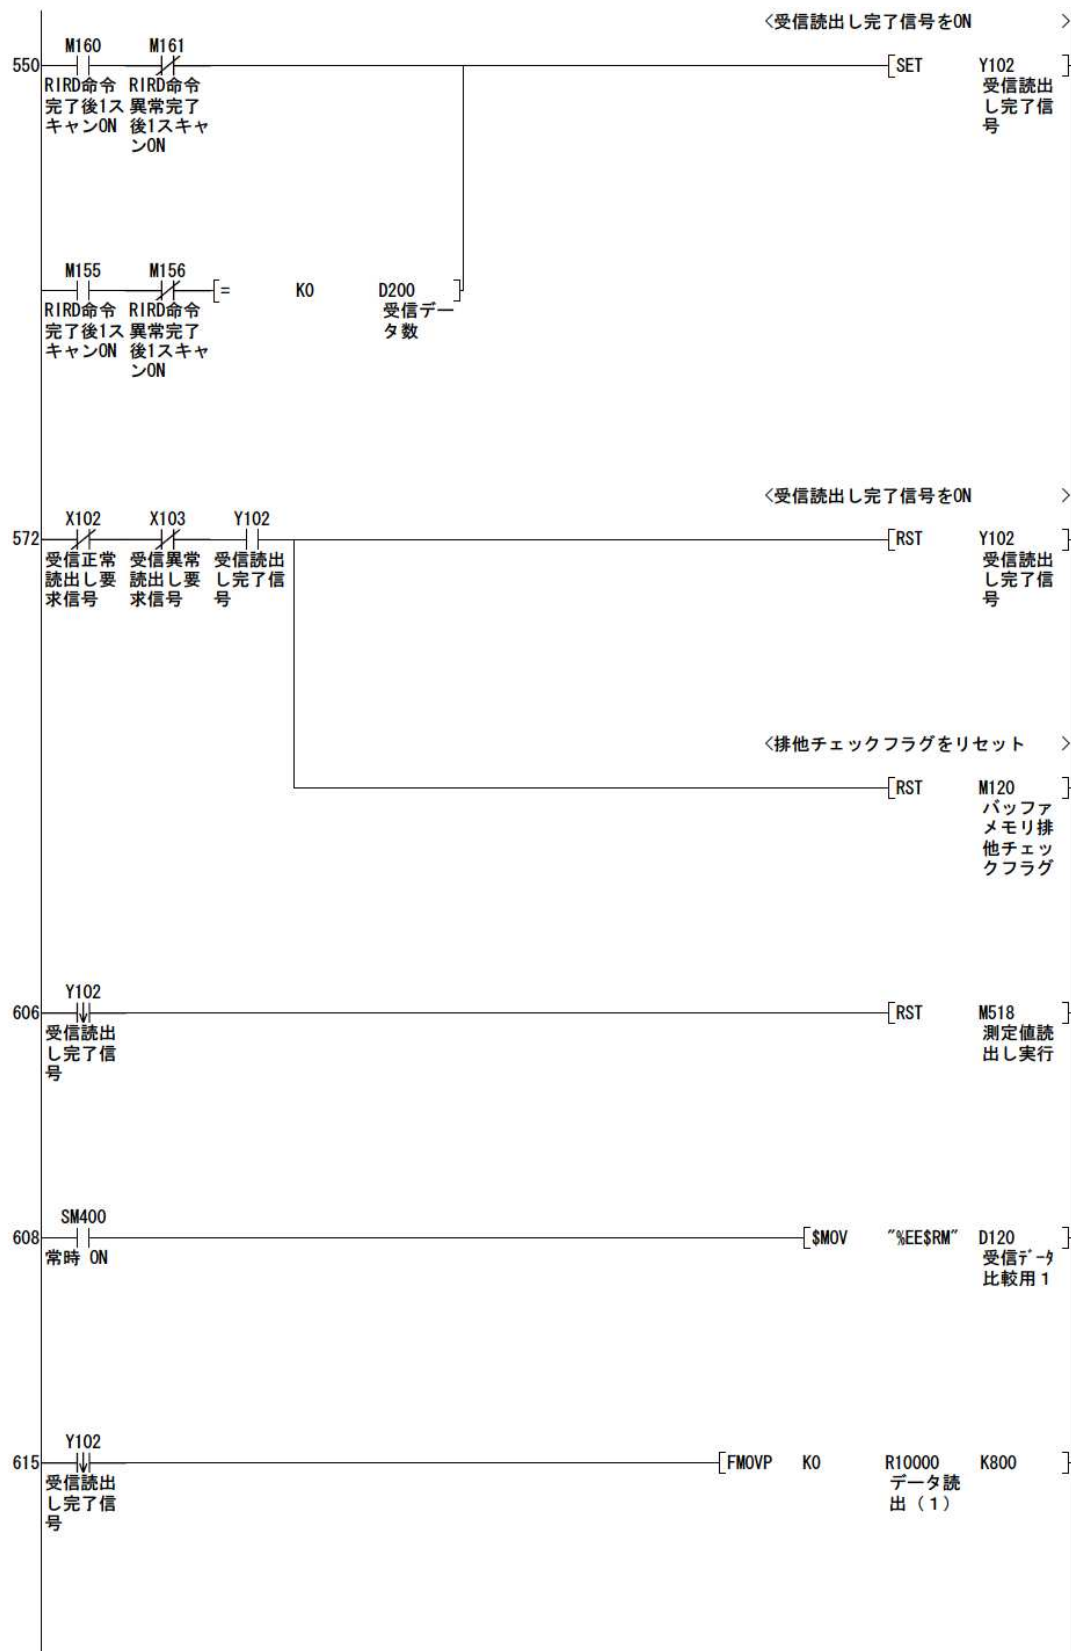 <受信読出し完了信号をON >
M160 M161
550 [SET Y102 ]
RIRD命令 RIRD命令 受信読出
完了後1ス 異常完了 し完了信
キャンON 後1スキャ 号
ンON
M155 M156
[= K0 D200 ]
RIRD命令 RIRD命令 受信デー
完了後1ス 異常完了 タ数
キャンON 後1スキャ
ンON
<受信読出し完了信号をON >
X102 X103 Y102
572 [RST Y102 ]
受信正常 受信異常 受信読出 受信読出
読出し要 読出し要 し完了信 し完了信
求信号 求信号 号 号
<排他チェックフラグをリセット >
[RST M120 ]
バッファ
メモリ排
他チェッ
クフラグ
Y102
606 [RST M518 ]
受信読出 測定値読
し完了信 出し実行
号
SM400
608 [$MOV "%EE$RM" D120 ]
常時 ON 受信ﾃﾞｰﾀ
比較用１
Y102
615 [FMOVP K0 R10000 K800 ]
受信読出 データ読
し完了信 出（１）
号